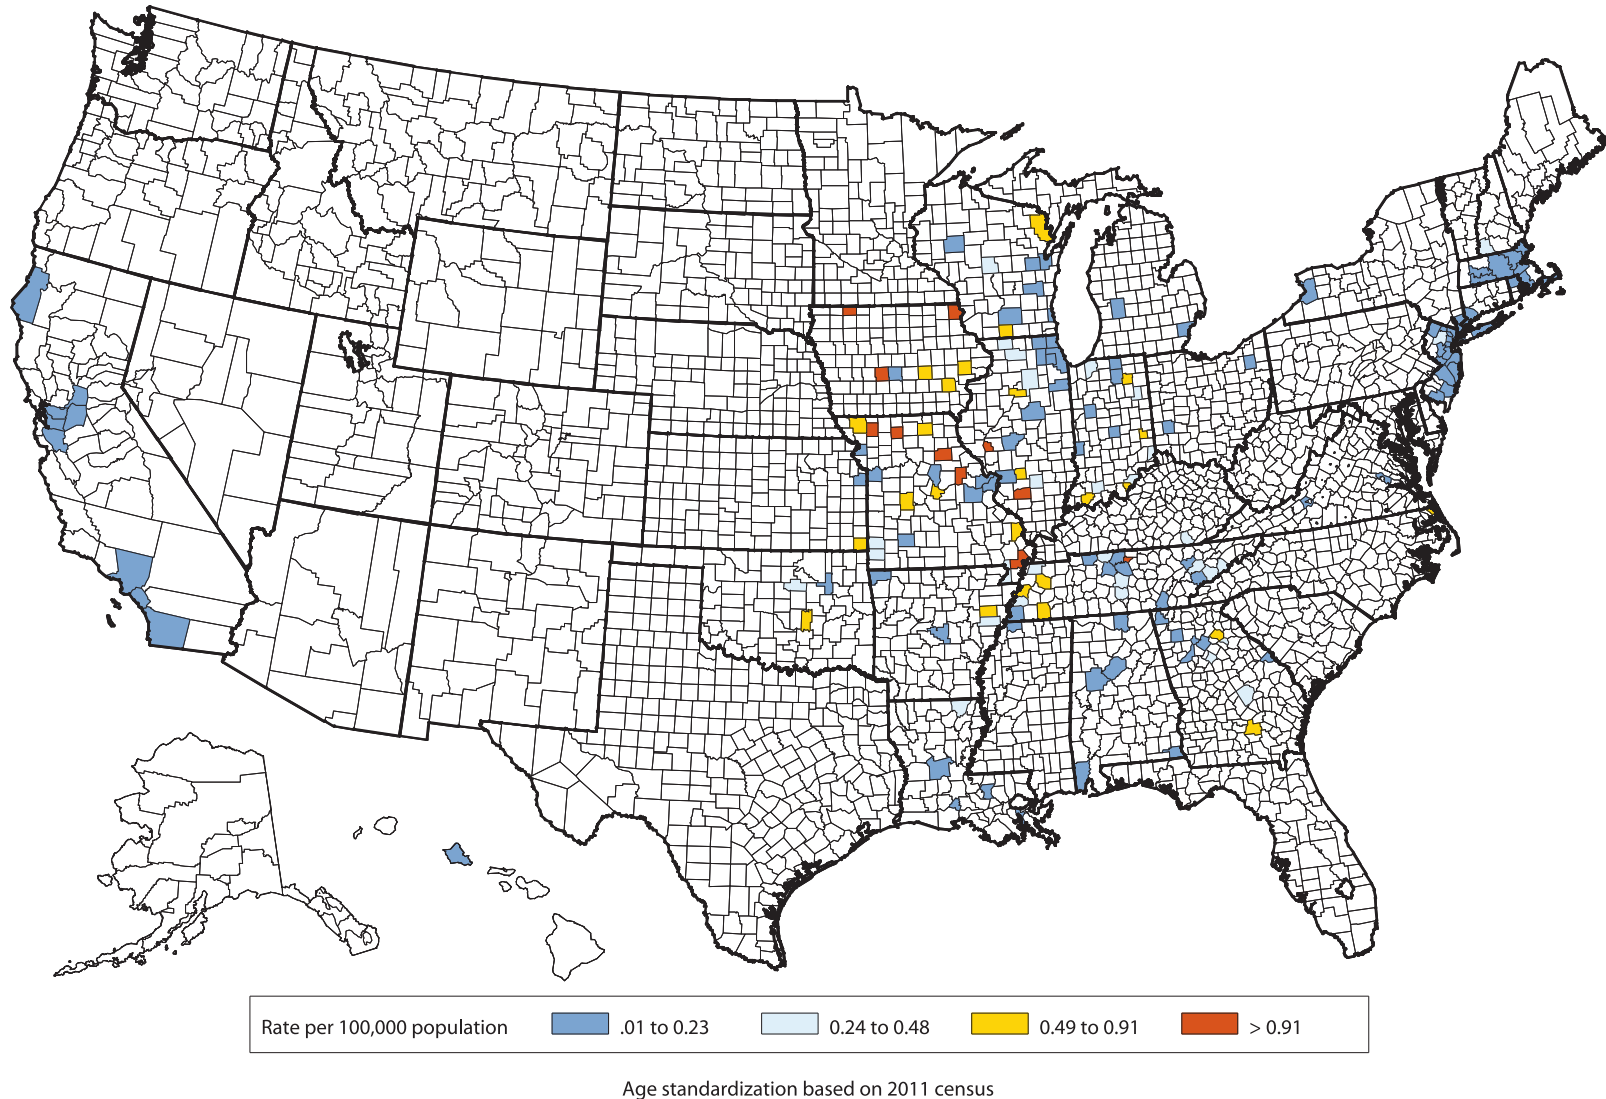 Rate per 100,000 population .01 to 0.23 0.24 to 0.48 0.49 to 0.91 > 0.91
Age standardization based on 2011 census